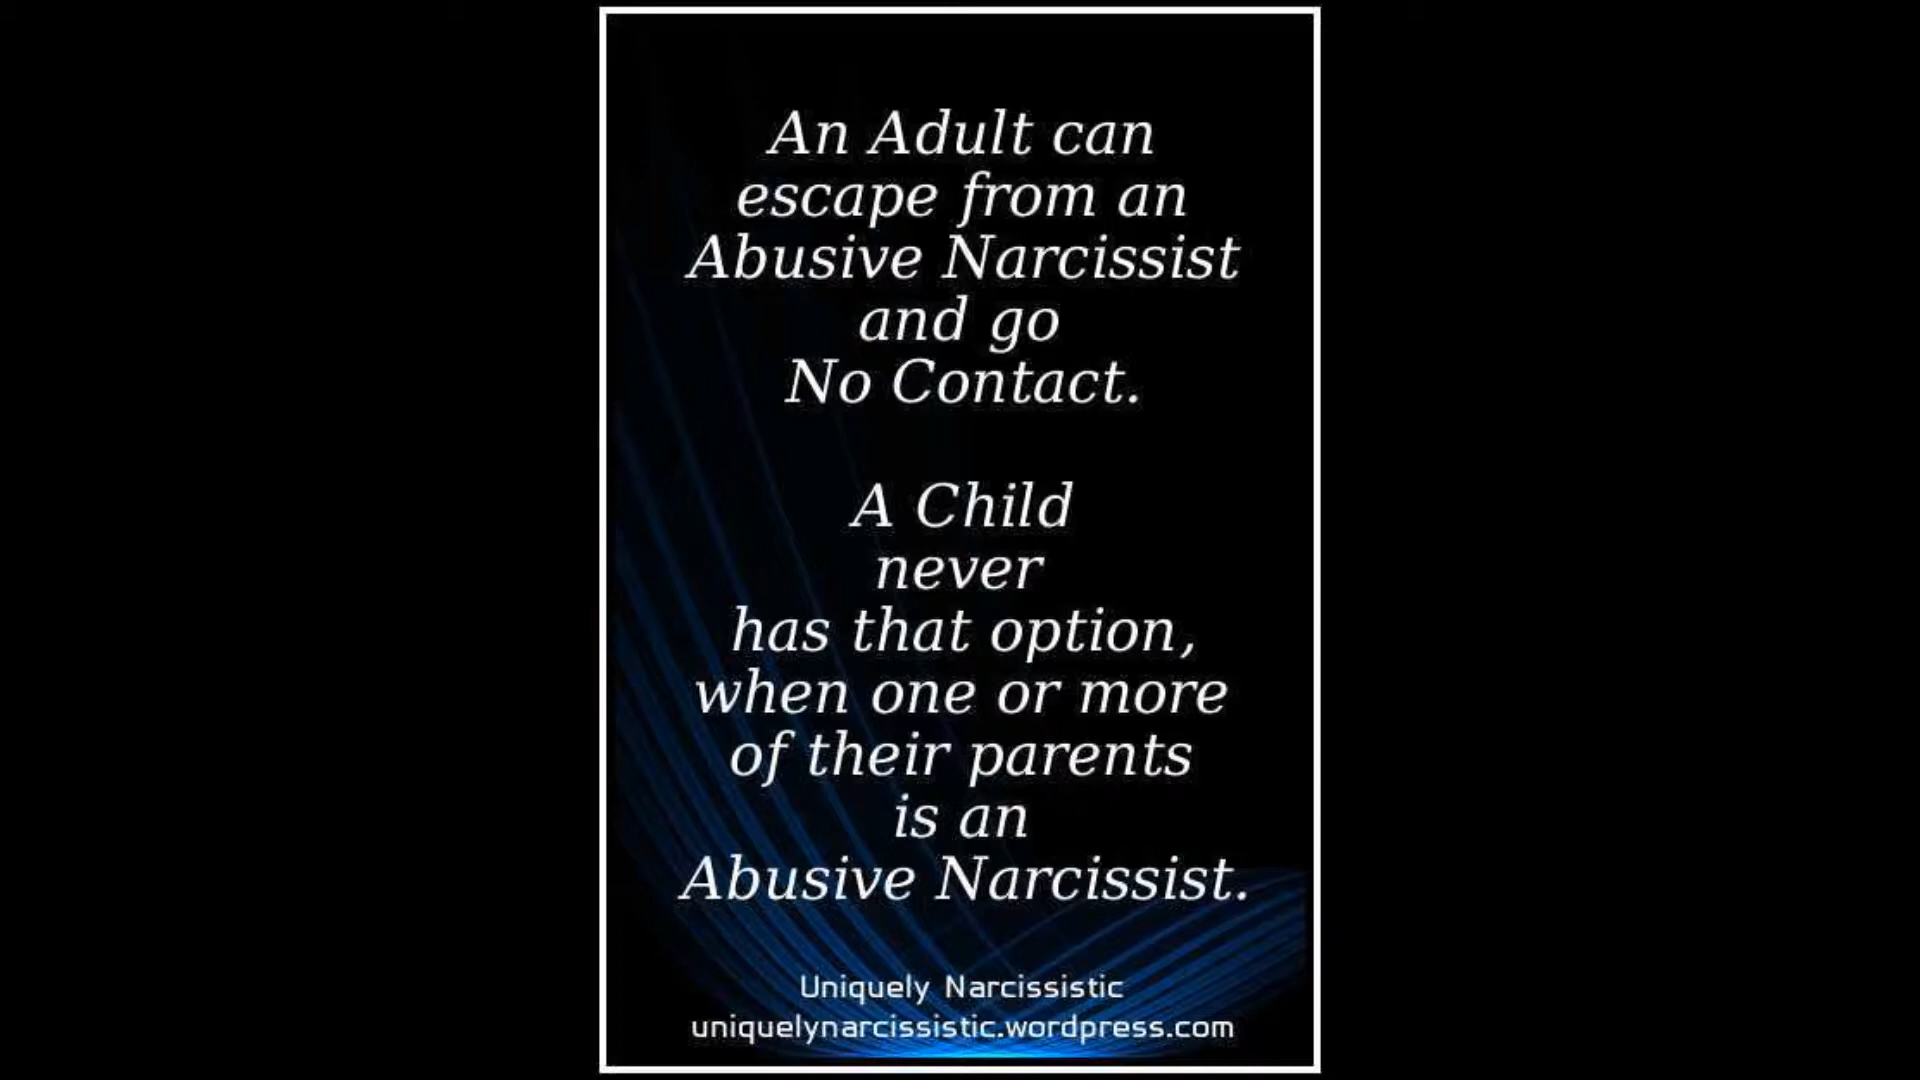 An Adult can
escape from an
Abusive Narcissist
and go
No Contact.
A Child
never
has that option,
when one or more
of their parents
is an
Abusive Narcissist.
Uniquely Narcissistic
uniquelynarcissistic.wordpress.com